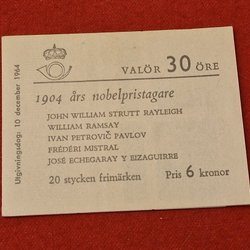 Utgivningsdag: 10 december 1964
VALÖR 30 ÖRE
1904 års nobelpristagare
JOHN WILLIAM STRUTT RAYLEIGH
WILLIAM RAMSAY
IVAN PETROVIČ PAVLOV
FRÉDÉRI MISTRAL
JOSÉ ECHEGARAY Y EIZAGUIRRE
20 stycken frimärken Pris 6 kronor